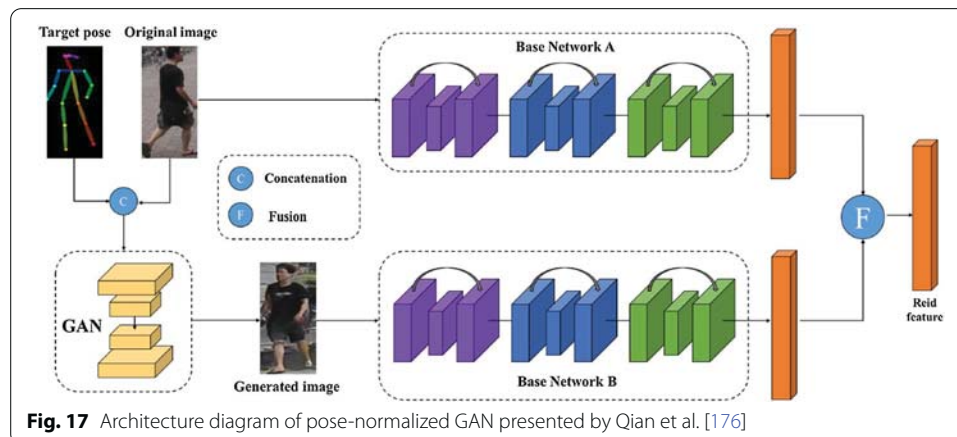 Target pose Original image
Base Network A
C Concatenation
F Fusion
C
F
GAN
Generated image
Base Network B
Reid
feature
Fig. 17 Architecture diagram of pose-normalized GAN presented by Qian et al. [176]